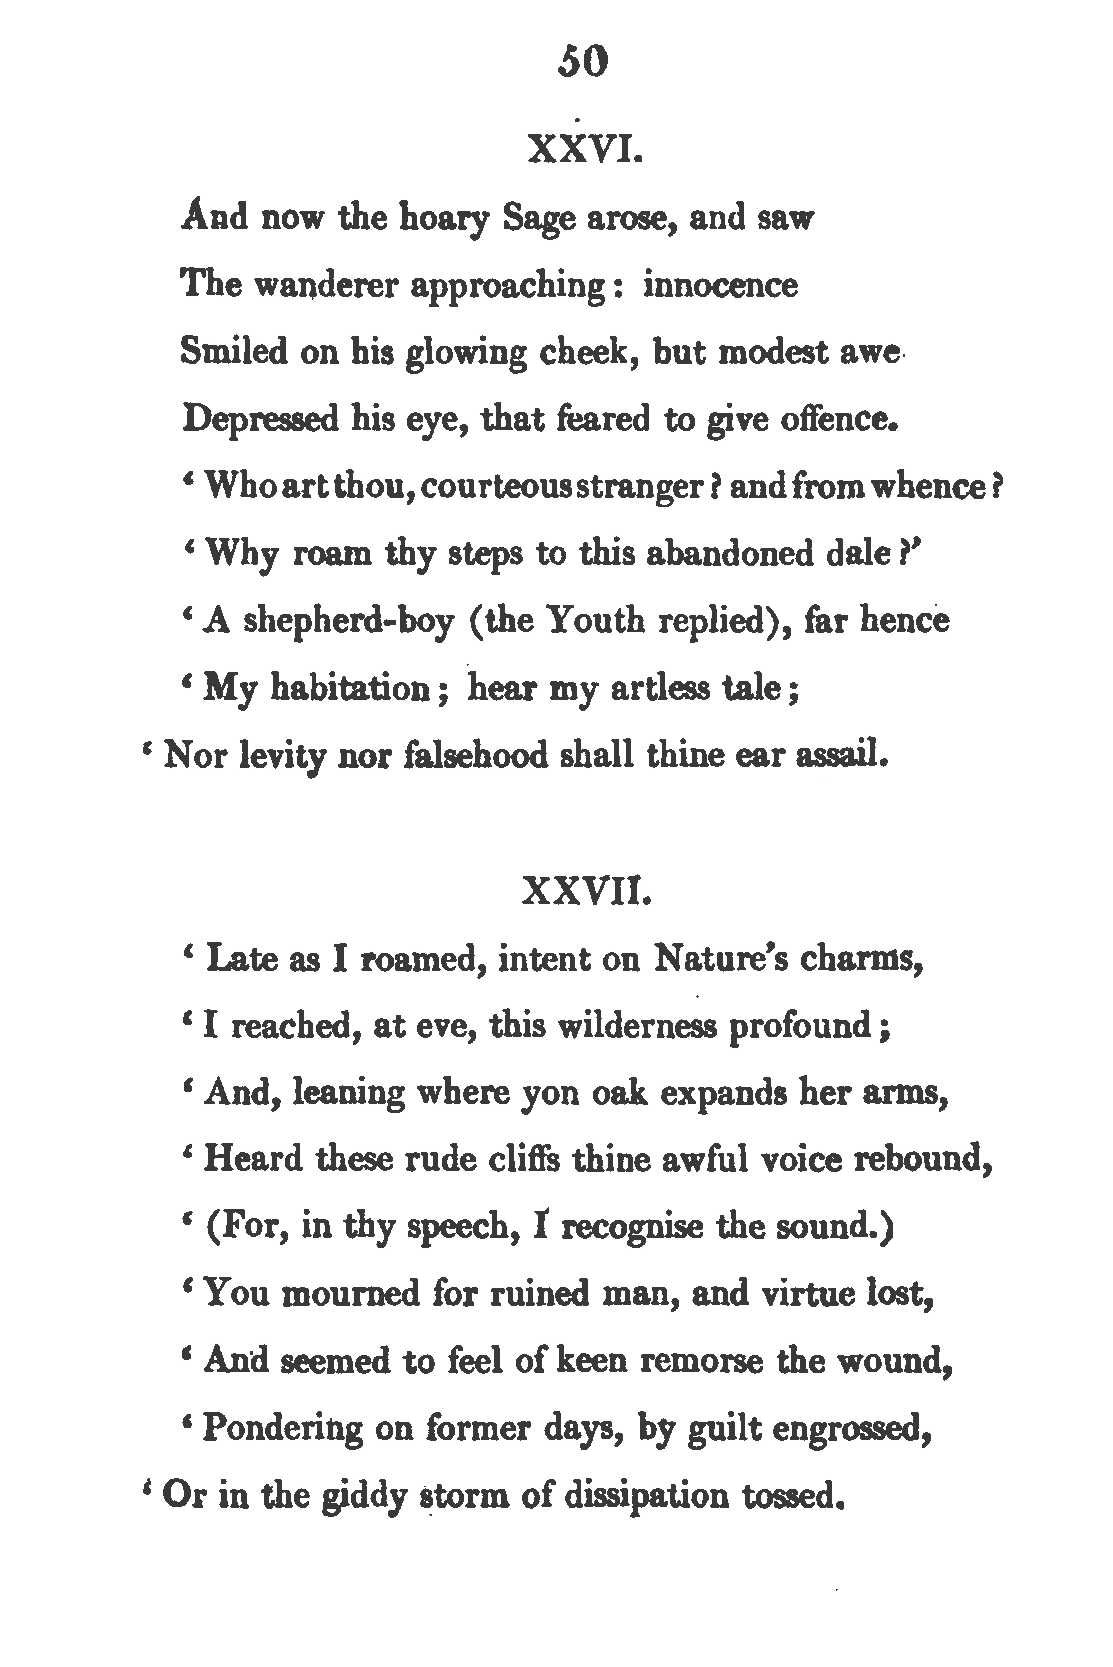 50
XXVI.
And now the hoary Sage arose, and saw
The wanderer approaching: innocence
Smiled on his glowing cheek, but modest awe
Depressed his eye, that feared to give offence.
‘ Who art thou, courteous stranger? and from whence?
‘ Why roam thy steps to this abandoned dale?’
‘ A shepherd-boy (the Youth replied), far hence
‘ My habitation; hear my artless tale;
‘ Nor levity nor falsehood shall thine ear assail.
XXVII.
‘ Late as I roamed, intent on Nature's charms,
‘ I reached, at eve, this wilderness profound;
‘ And, leaning where yon oak expands her arms,
‘ Heard these rude cliffs thine awful voice rebound,
‘ (For, in thy speech, I recognise the sound.)
‘ You mourned for ruined man, and virtue lost,
‘ And seemed to feel of keen remorse the wound,
‘ Pondering on former days, by guilt engrossed,
‘ Or in the giddy storm of dissipation tossed.